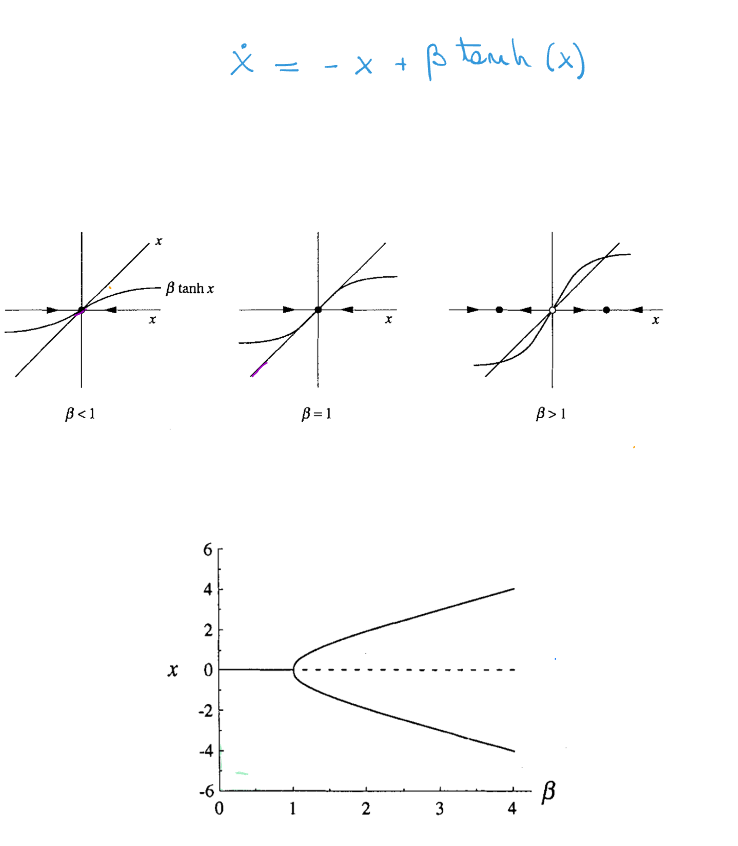 ẋ = - x + β tanh (x)
x
β tanh x
x
x
x
β < 1
β = 1
β > 1
6
4
2
x 0
-2
-4
-6
0 1 2 3 4 β